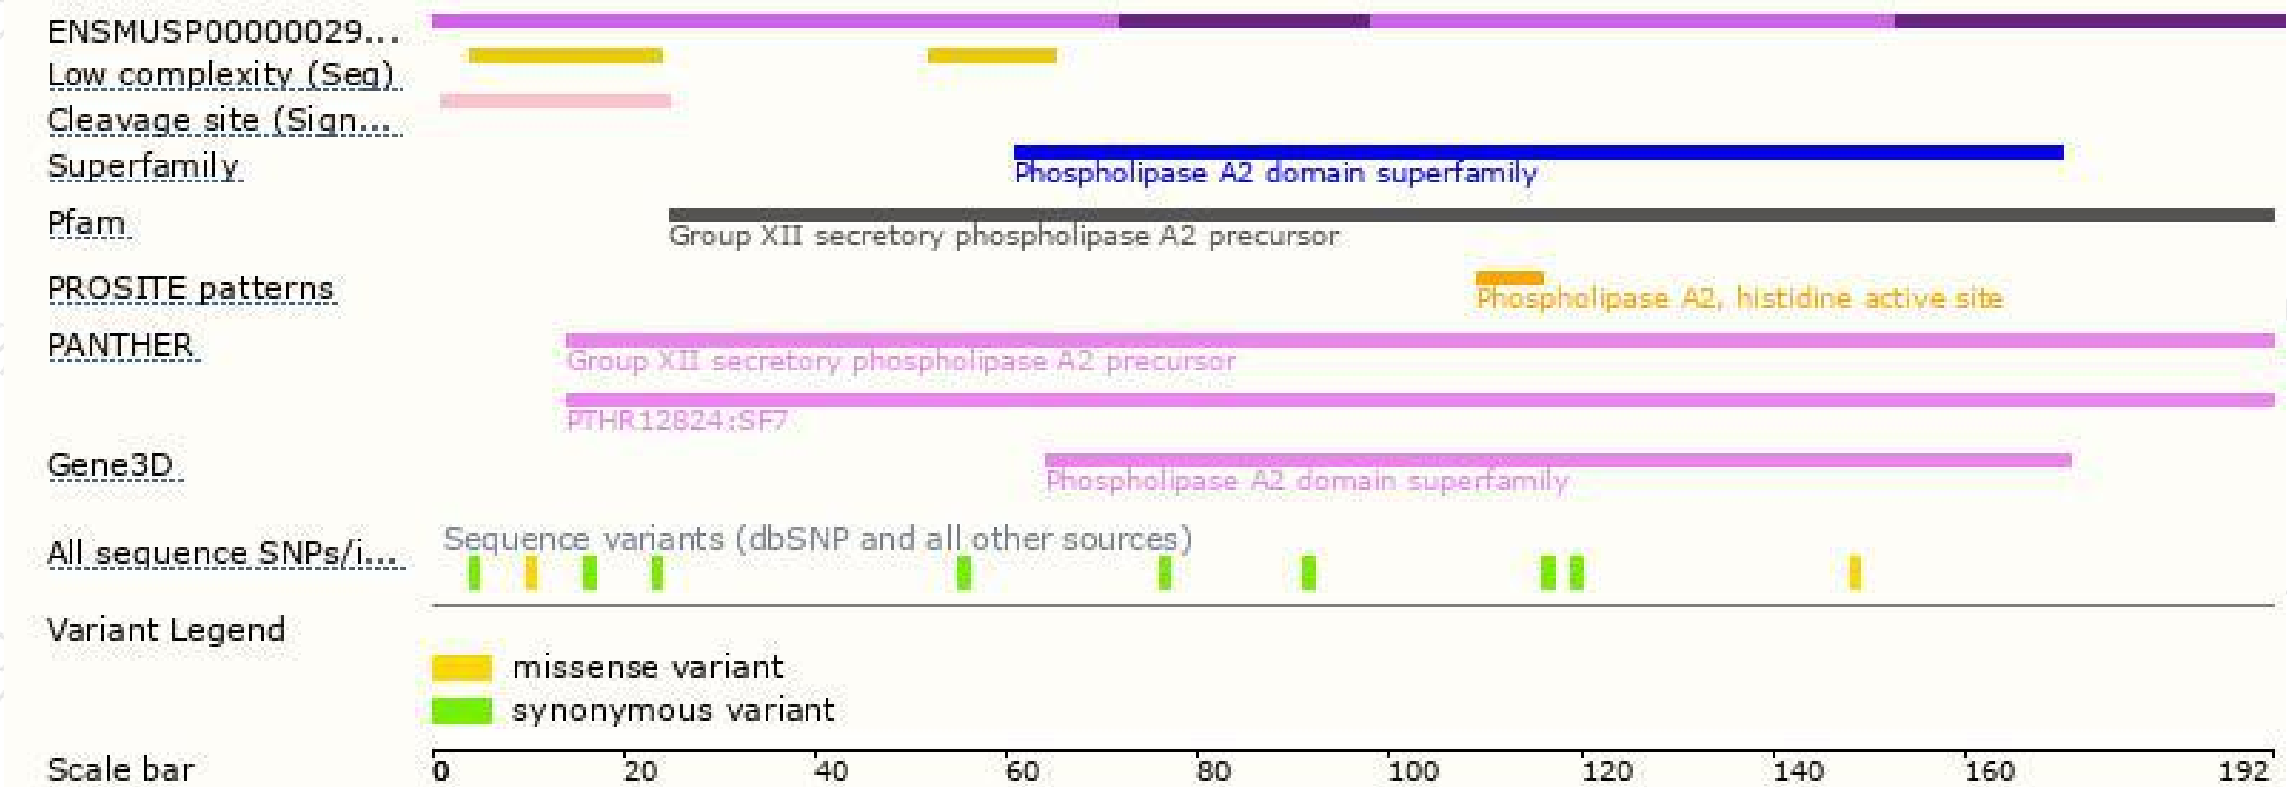 ENSMUSP00000029...
Low complexity (Seg)
Cleavage site (Sign...
Superfamily
Phospholipase A2 domain superfamily
Pfam
Group XII secretory phospholipase A2 precursor
PROSITE patterns
Phospholipase A2, histidine active site
PANTHER
Group XII secretory phospholipase A2 precursor
PTHR12824:SF7
Gene3D
Phospholipase A2 domain superfamily
Sequence variants (dbSNP and all other sources)
All sequence SNPs/i...
Variant Legend
missense variant
synonymous variant
Scale bar 0 20 40 60 80 100 120 140 160 192